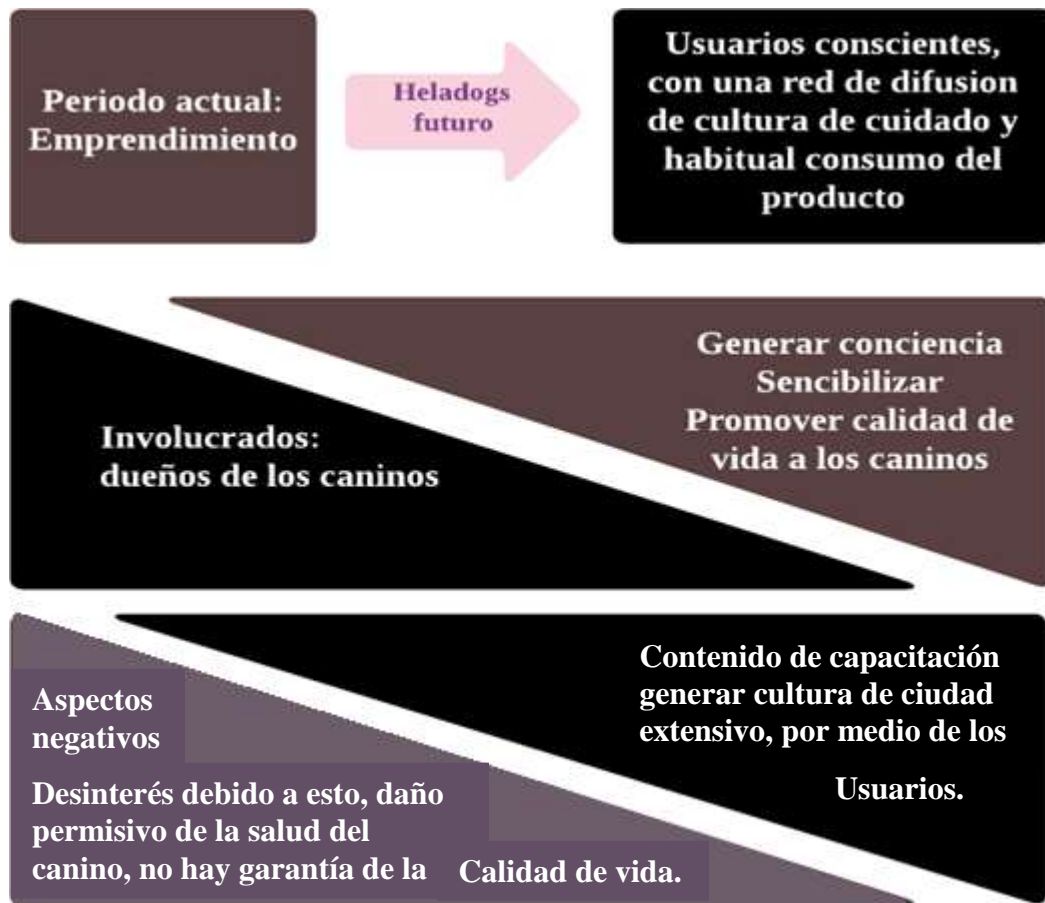 Periodo actual:
Emprendimiento
Heladogs
futuro
Usuarios conscientes,
con una red de difusion
de cultura de cuidado y
habitual consumo del
producto
Involucrados:
dueños de los caninos
Generar conciencia
Sencibilizar
Promover calidad de
vida a los caninos
Aspectos
negativos
Desinterés debido a esto, daño
permisivo de la salud del
canino, no hay garantía de la
Calidad de vida.
Contenido de capacitación
generar cultura de ciudad
extensivo, por medio de los
Usuarios.